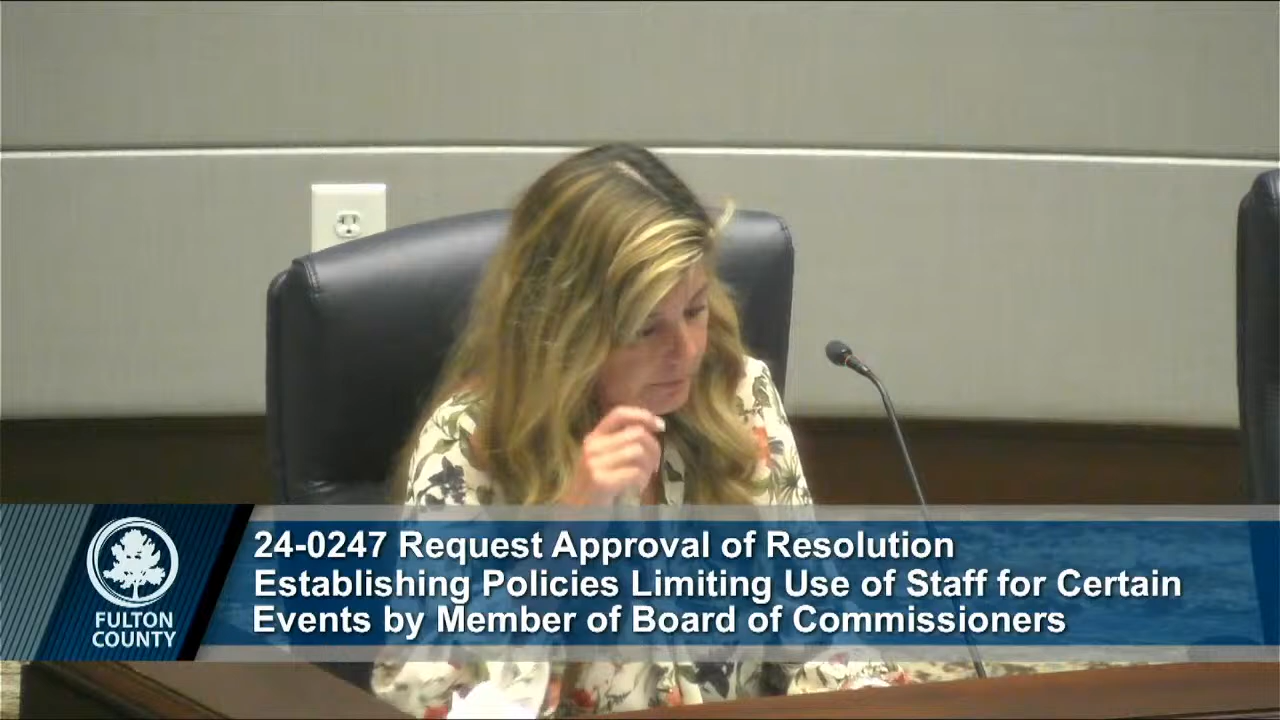 24-0247 Request Approval of Resolution
Establishing Policies Limiting Use of Staff for Certain
Events by Member of Board of Commissioners
FULTON
COUNTY